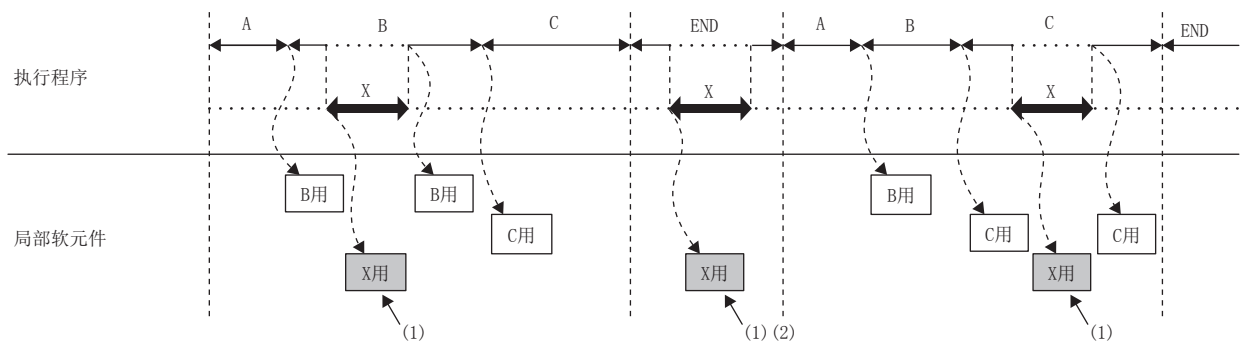 A B C END A B C END
执行程序
X X X
B用 B用 B用
局部软元件
C用 C用 C用
X用 X用 X用
(1) (1)(2) (1)